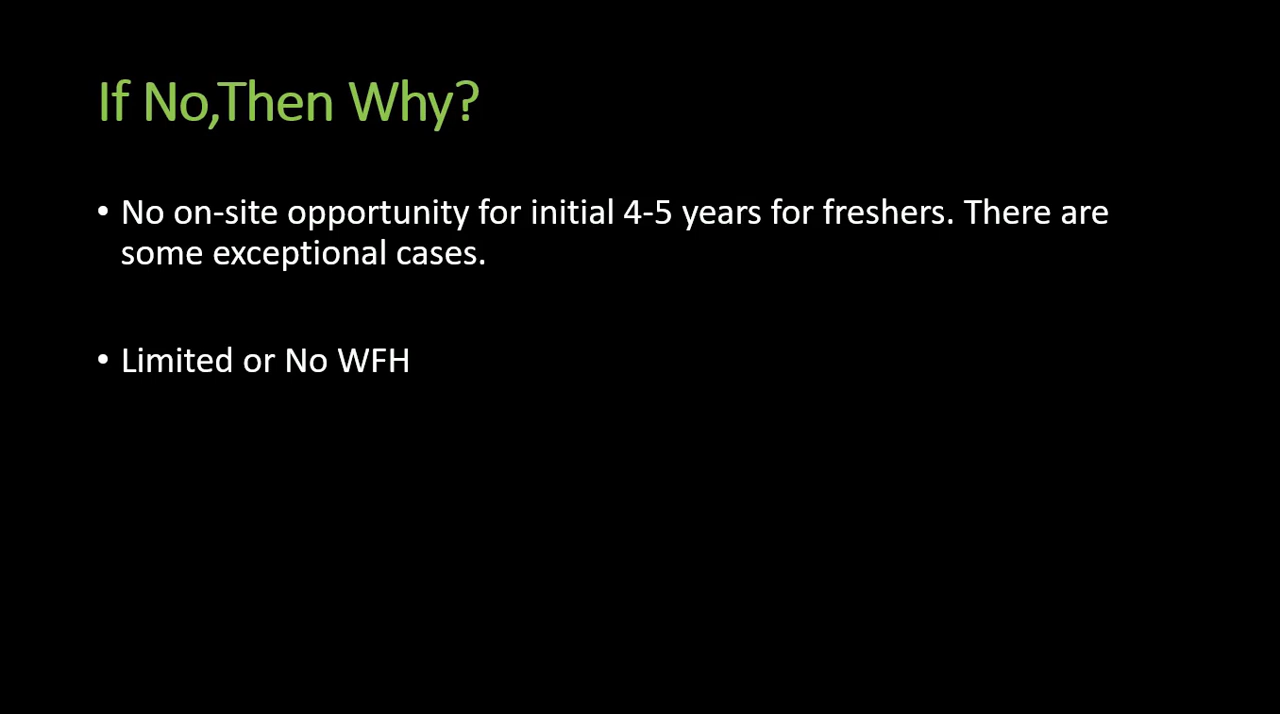 If No,Then Why?
• No on-site opportunity for initial 4-5 years for freshers. There are
some exceptional cases.
• Limited or No WFH